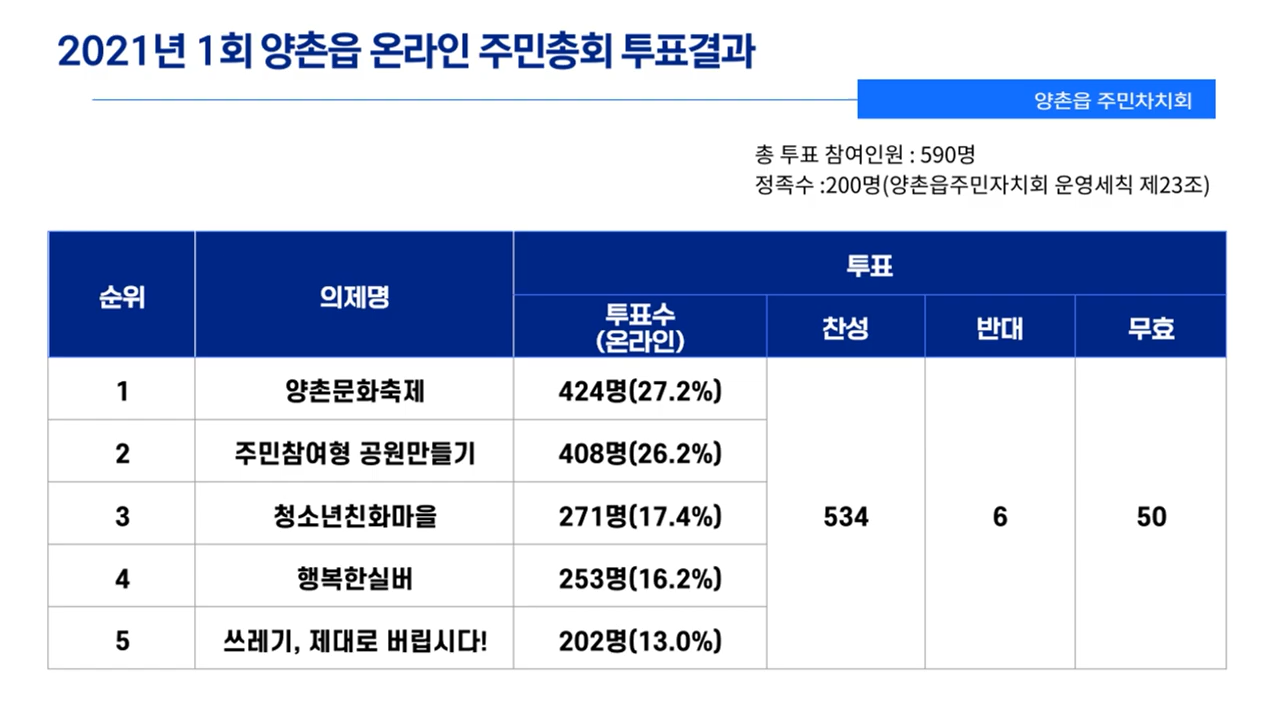 2021년 1회 양촌읍 온라인 주민총회 투표결과
양촌읍 주민차치회
총 투표 참여인원 : 590명
정족수 :200명(양촌읍주민자치회 운영세칙 제23조)
순위 의제명 투표
투표수 찬성 반대 무효
(온라인)
1 양촌문화축제 424명(27.2%)
2 주민참여형 공원만들기 408명(26.2%)
3 청소년친화마을 271명(17.4%) 534 6 50
4 행복한실버 253명(16.2%)
5 쓰레기, 제대로 버립시다! 202명(13.0%)